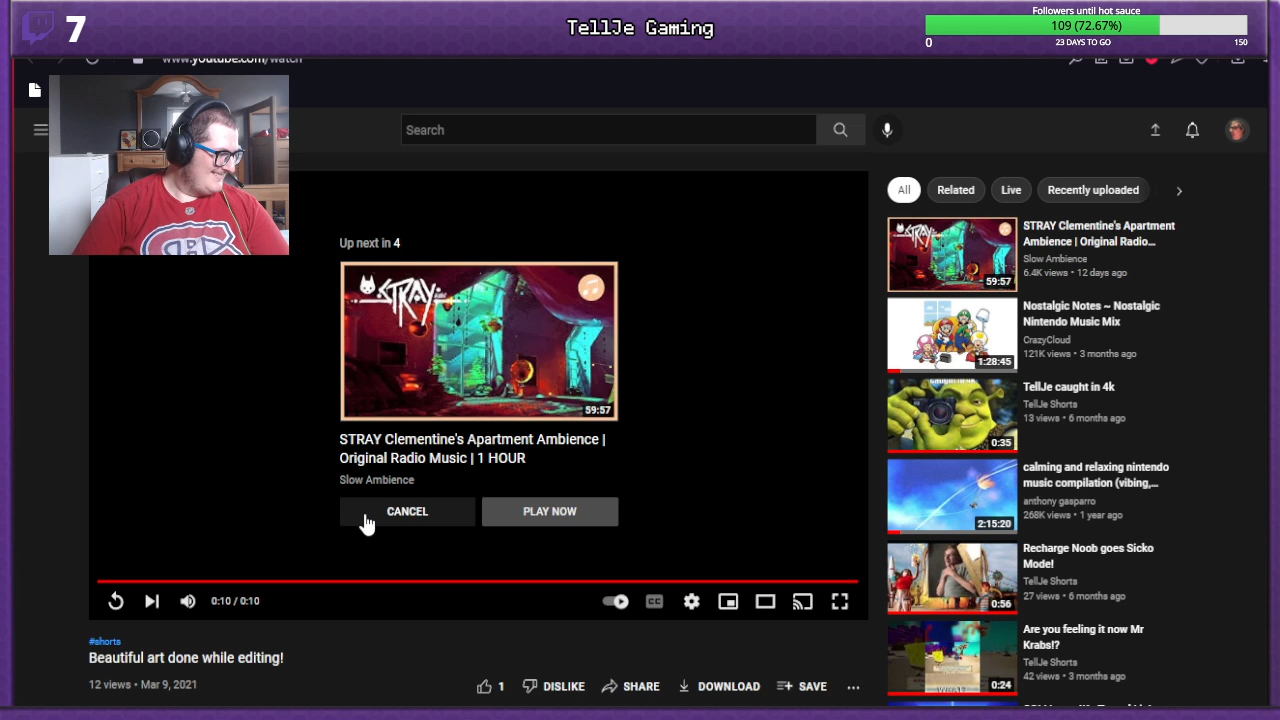 7
TellJe Gaming
Followers until hot sauce
109 (72.67%)
0
23 DAYS TO GO
150
www.youtube.com/watch
Search
Up next in 4
STRAY
59:57
STRAY Clementine's Apartment Ambience |
Original Radio Music | 1 HOUR
Slow Ambience
CANCEL
PLAY NOW
0:10 / 0:10
CC
#shorts
Beautiful art done while editing!
12 views • Mar 9, 2021
1
DISLIKE
SHARE
DOWNLOAD
SAVE
All
Related
Live
Recently uploaded
STRAY
59:57
STRAY Clementine's Apartment
Ambience | Original Radio...
Slow Ambience
6.4K views • 12 days ago
1:28:45
Nostalgic Notes ~ Nostalgic
Nintendo Music Mix
CrazyCloud
121K views • 3 months ago
0:35
TellJe caught in 4k
TellJe Shorts
13 views • 6 months ago
2:15:20
calming and relaxing nintendo
music compilation (vibing,...
anthony gasparro
268K views • 1 year ago
0:56
Recharge Noob goes Sicko
Mode!
TellJe Shorts
27 views • 6 months ago
0:24
Are you feeling it now Mr
Krabs!?
TellJe Shorts
42 views • 3 months ago